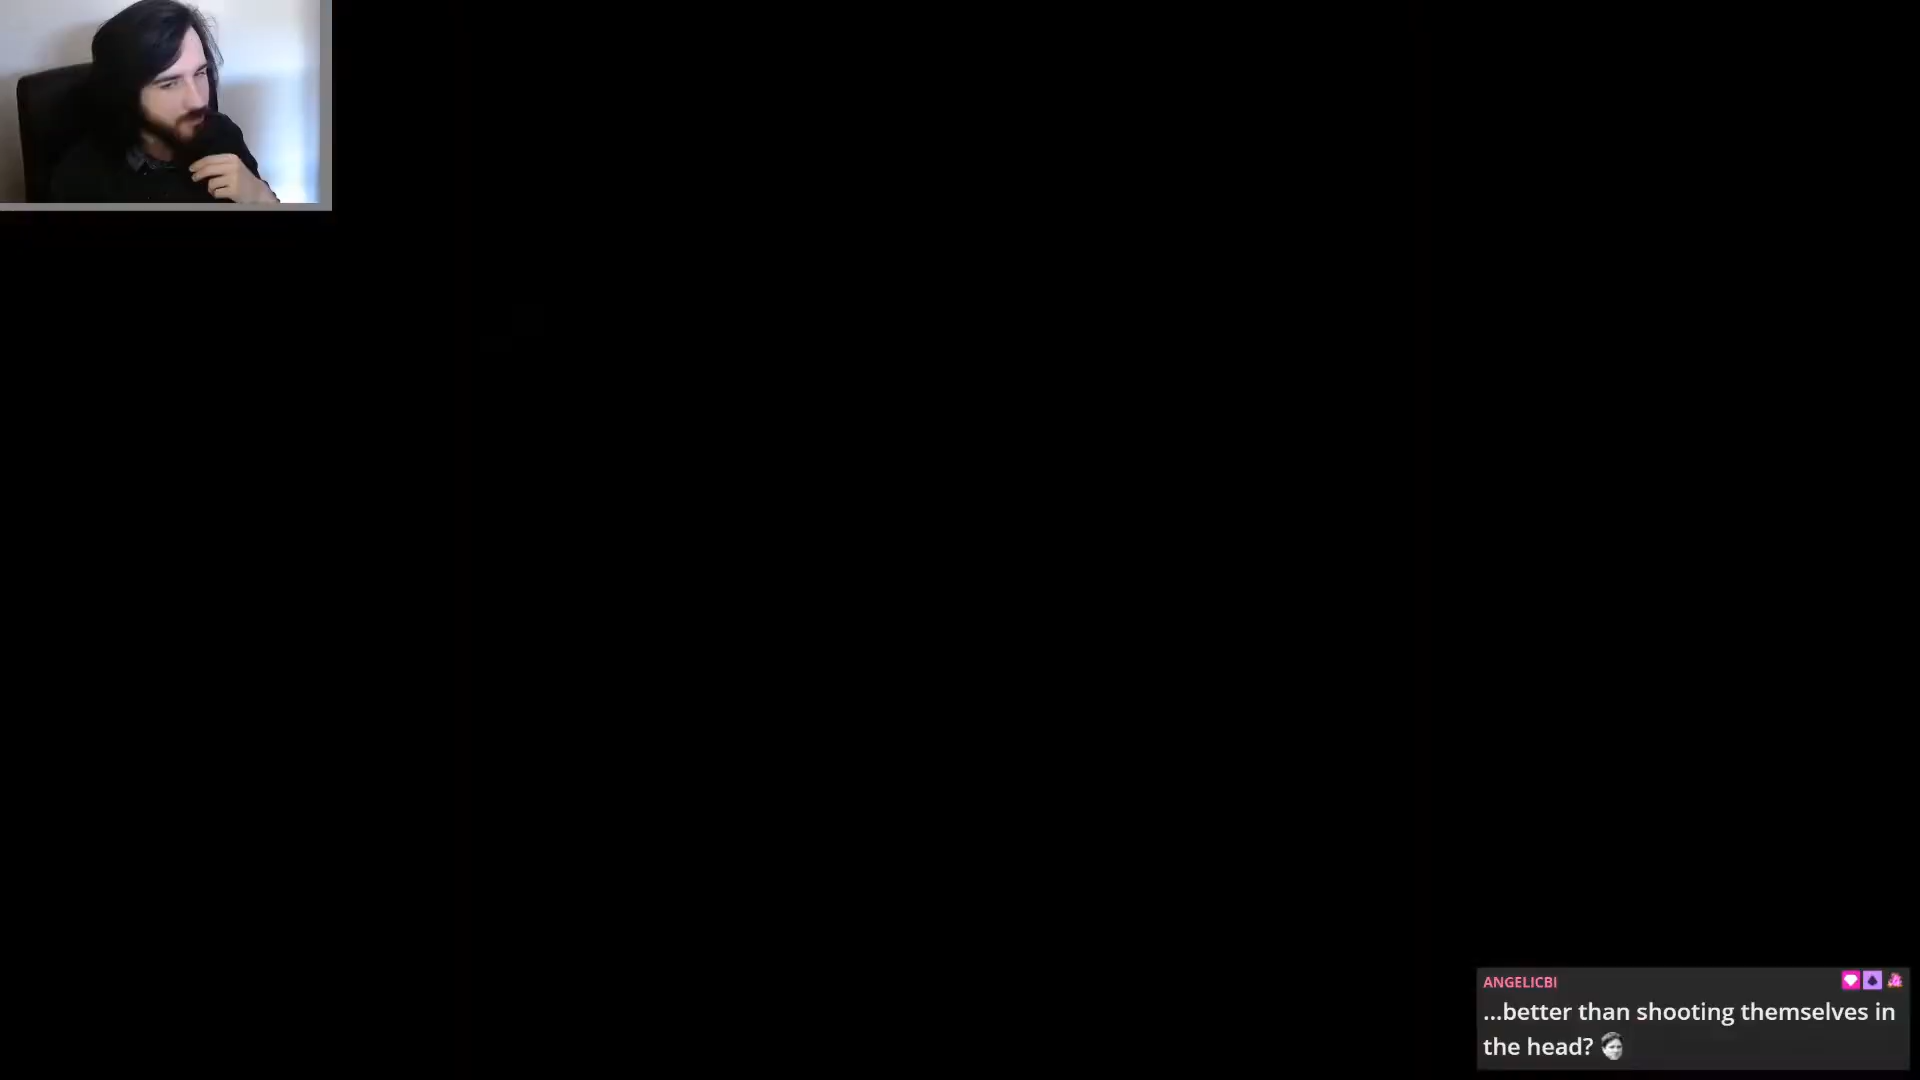 ANGELICBI
...better than shooting themselves in
the head?